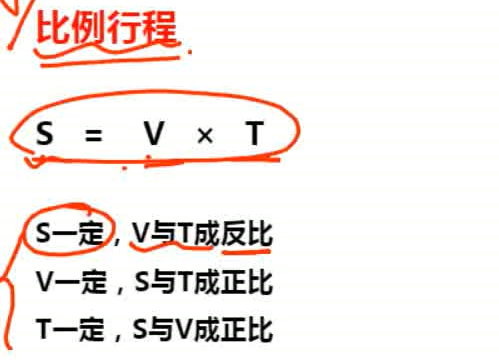 比例行程
S = V × T
S一定，V与T成反比
V一定，S与T成正比
T一定，S与V成正比